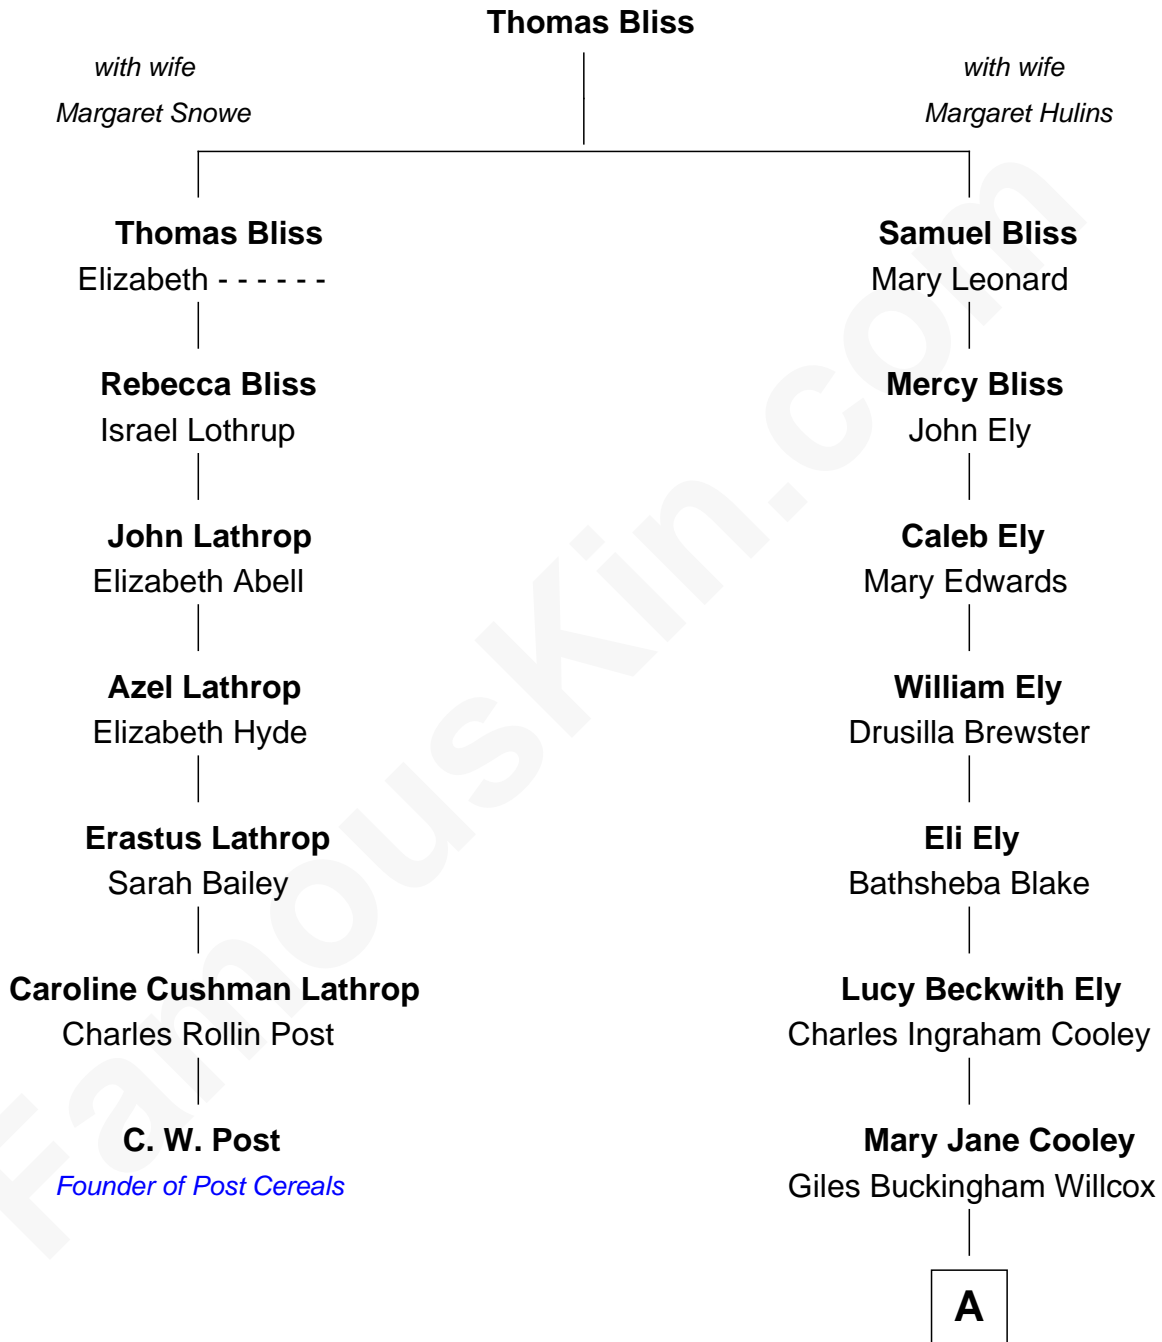 Thomas Bliss
with wife
Margaret Snowe
with wife
Margaret Hulins
Thomas Bliss
Elizabeth - - - - - -
Rebecca Bliss
Israel Lothrup
John Lathrop
Elizabeth Abell
Azel Lathrop
Elizabeth Hyde
Erastus Lathrop
Sarah Bailey
Caroline Cushman Lathrop
Charles Rollin Post
C. W. Post
Founder of Post Cereals
Samuel Bliss
Mary Leonard
Mercy Bliss
John Ely
Caleb Ely
Mary Edwards
William Ely
Drusilla Brewster
Eli Ely
Bathsheba Blake
Lucy Beckwith Ely
Charles Ingraham Cooley
Mary Jane Cooley
Giles Buckingham Willcox
A
FamousKin.com